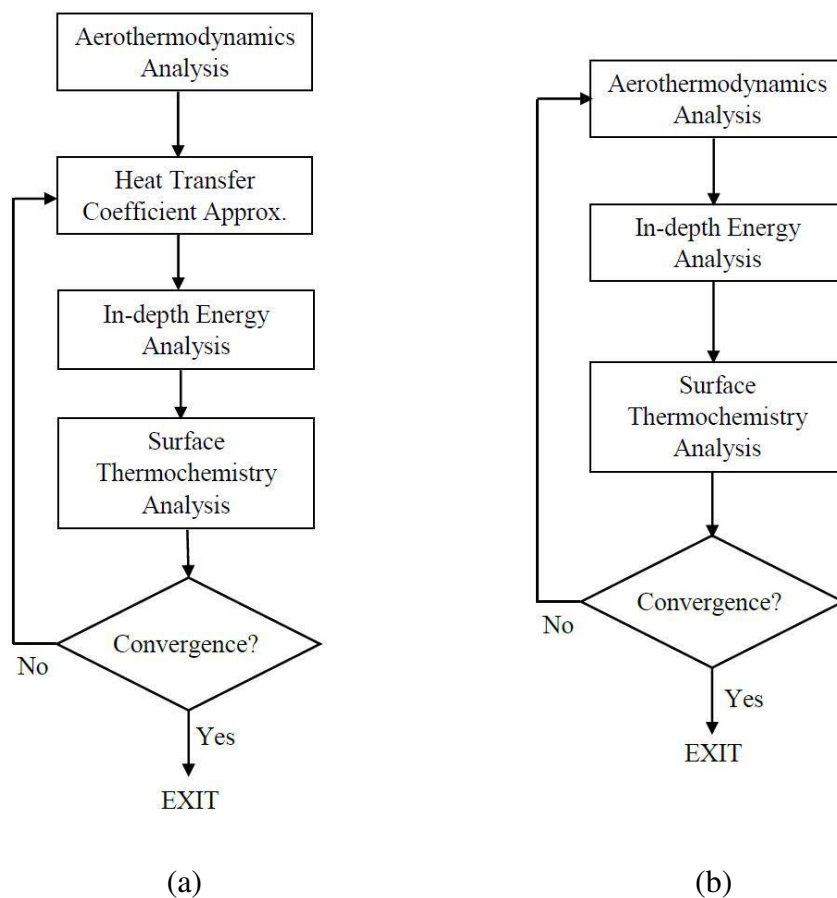 Aerothermodynamics
Analysis
Heat Transfer
Coefficient Approx.
In-depth Energy
Analysis
Surface
Thermochemistry
Analysis
Convergence?
No
Yes
EXIT
(a)
Aerothermodynamics
Analysis
In-depth Energy
Analysis
Surface
Thermochemistry
Analysis
Convergence?
No
Yes
EXIT
(b)